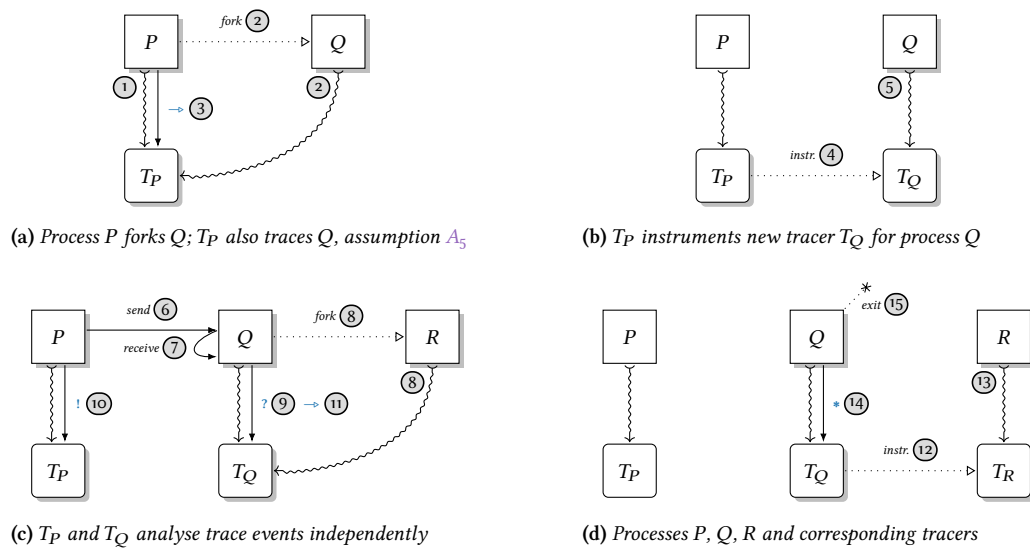 fork 2
P
Q
1
3
2
T_P
(a) Process P forks Q; T_P also traces Q, assumption A_5
P
Q
5
instr. 4
T_P
T_Q
(b) T_P instruments new tracer T_Q for process Q
send 6
fork 8
P
Q
R
receive 7
8
! 10
? 9
11
T_P
T_Q
(c) T_P and T_Q analyse trace events independently
exit 15
P
Q
R
13
* 14
instr. 12
T_P
T_Q
T_R
(d) Processes P, Q, R and corresponding tracers